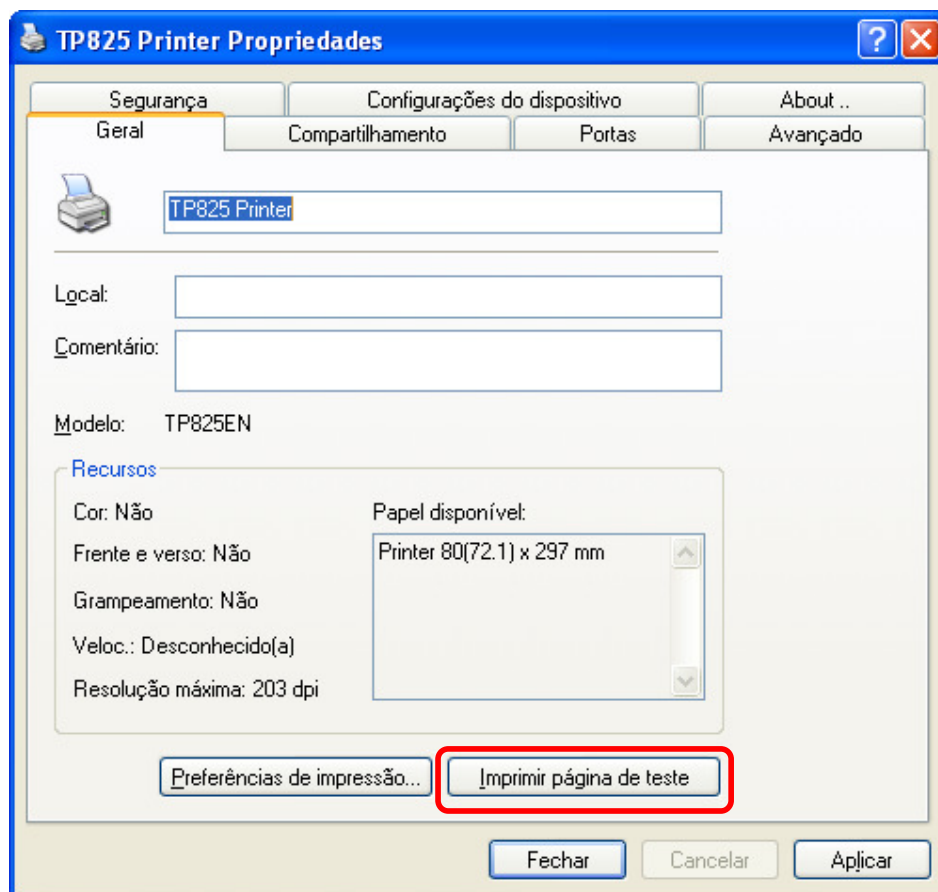 TP825 Printer Propriedades
Segurança Configurações do dispositivo About ..
Geral Compartilhamento Portas Avançado
TP825 Printer
Local:
Comentário:
Modelo: TP825EN
Recursos
Cor: Não Papel disponível:
Frente e verso: Não Printer 80(72.1) x 297 mm
Grampeamento: Não
Veloc.: Desconhecido(a)
Resolução máxima: 203 dpi
Preferências de impressão... Imprimir página de teste
Fechar Cancelar Aplicar